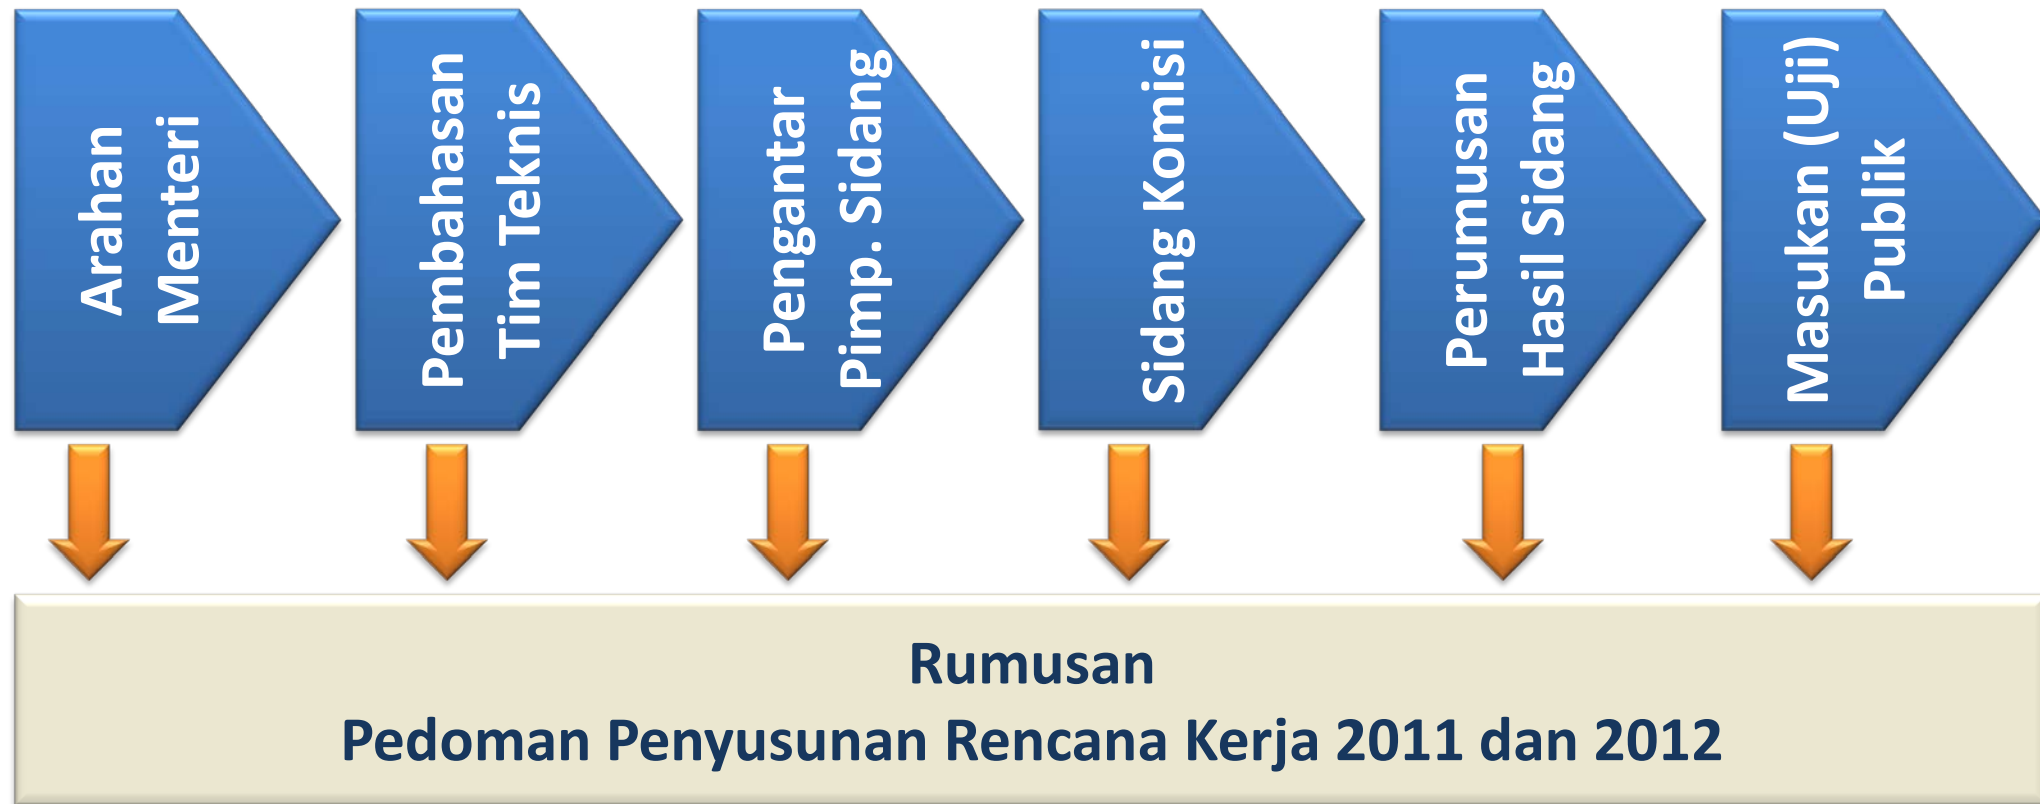 Arahan
Menteri
Pembahasan
Tim Teknis
Pengantar
Pimp. Sidang
Sidang Komisi
Perumusan
Hasil Sidang
Masukan (Uji)
Publik
Rumusan
Pedoman Penyusunan Rencana Kerja 2011 dan 2012